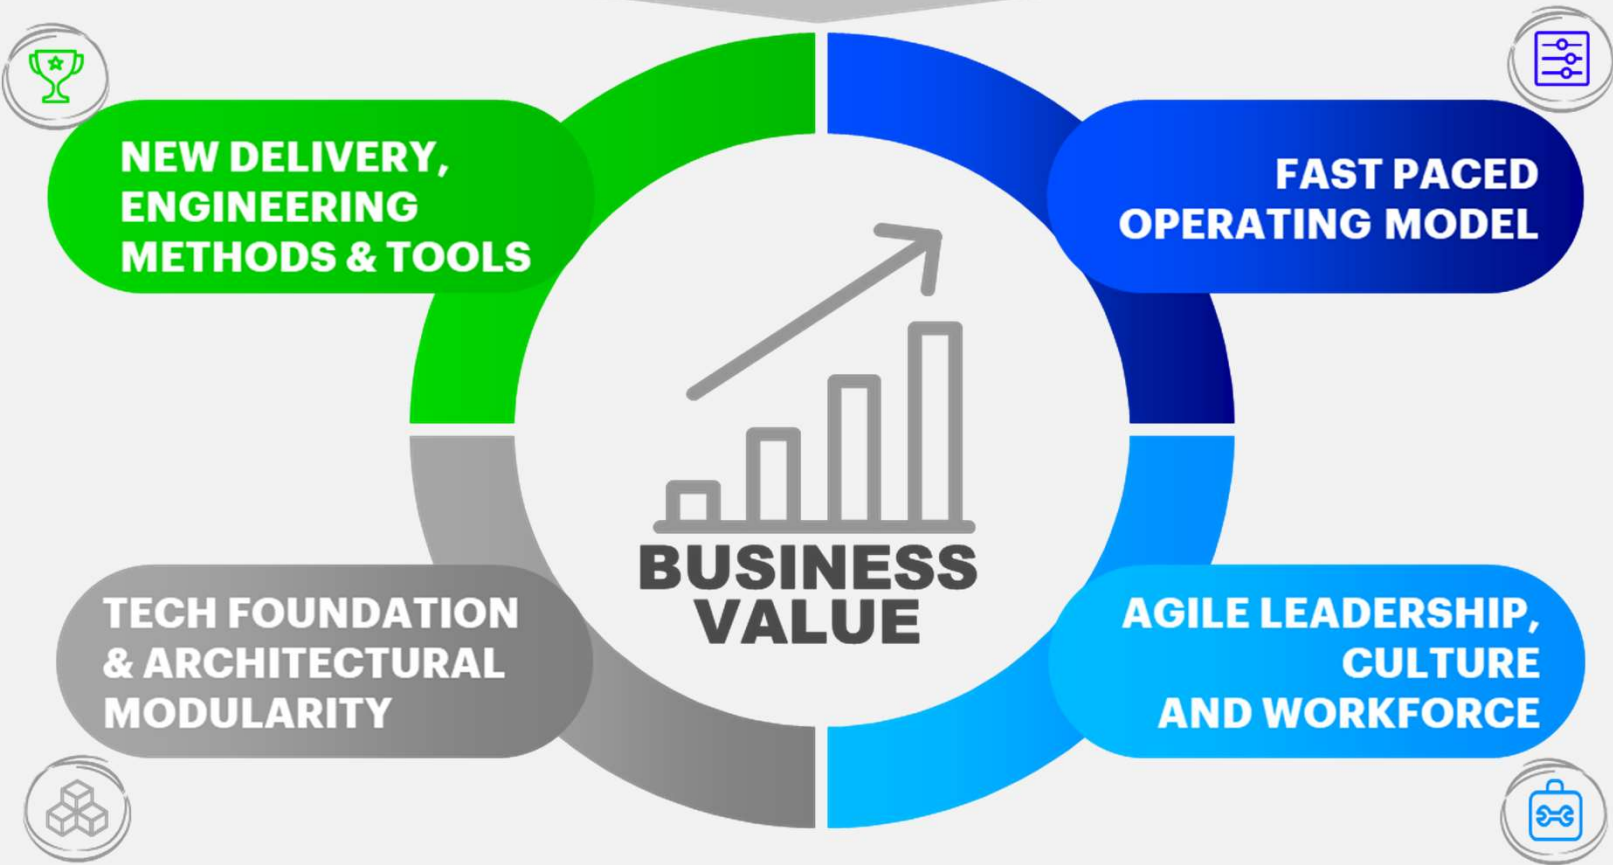 NEW DELIVERY,
ENGINEERING
METHODS & TOOLS
FAST PACED
OPERATING MODEL
BUSINESS
VALUE
TECH FOUNDATION
& ARCHITECTURAL
MODULARITY
AGILE LEADERSHIP,
CULTURE
AND WORKFORCE